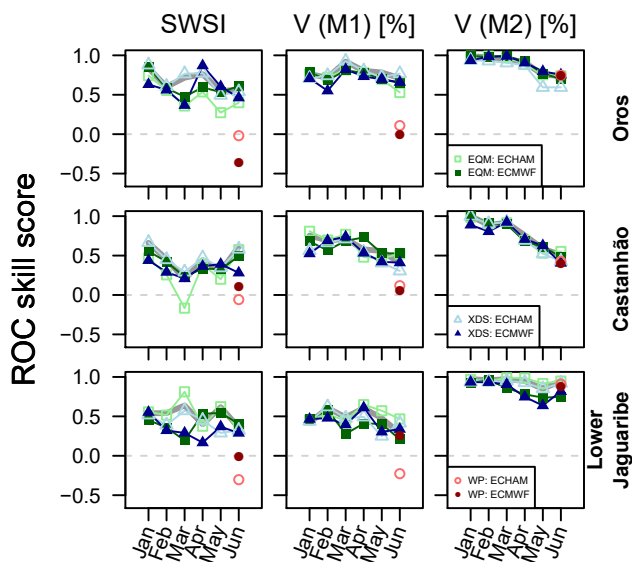 SWSI V (M1) [%] V (M2) [%]
ROC skill score
1.0
0.5
0.0
−0.5
EQM: ECHAM
EQM: ECMWF
Oros
1.0
0.5
0.0
−0.5
XDS: ECHAM
XDS: ECMWF
Castanhão
1.0
0.5
0.0
−0.5
WP: ECHAM
WP: ECMWF
Lower
Jaguaribe
Jan Feb Mar Apr May Jun Jan Feb Mar Apr May Jun Jan Feb Mar Apr May Jun